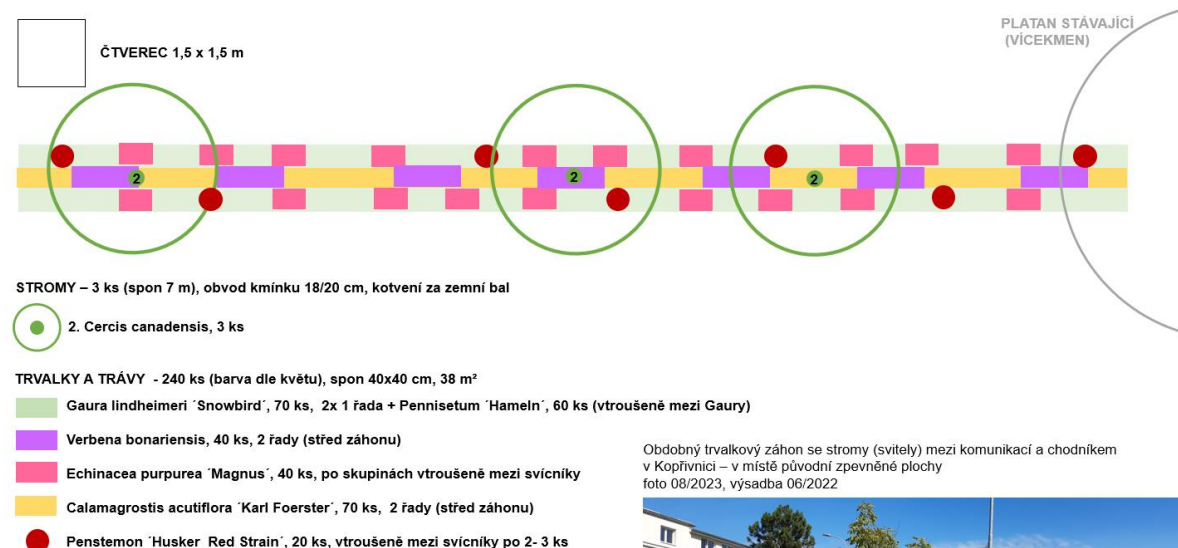 PLATAN STÁVAJÍCÍ
(VÍCEKMEN)
ČTVEREC 1,5 x 1,5 m
2
2
2
STROMY – 3 ks (spon 7 m), obvod kmínku 18/20 cm, kotvení za zemní bal
2. Cercis canadensis, 3 ks
TRVALKY A TRÁVY - 240 ks (barva dle květu), spon 40x40 cm, 38 m²
Gaura lindheimeri ´Snowbird´, 70 ks, 2x 1 řada + Pennisetum ´Hameln´, 60 ks (vtroušeně mezi Gaury)
Verbena bonariensis, 40 ks, 2 řady (střed záhonu)
Echinacea purpurea ´Magnus´, 40 ks, po skupinách vtroušeně mezi svícníky
Calamagrostis acutiflora ´Karl Foerster´, 70 ks, 2 řady (střed záhonu)
Penstemon ´Husker Red Strain´, 20 ks, vtroušeně mezi svícníky po 2- 3 ks
Obdobný trvalkový záhon se stromy (svitely) mezi komunikací a chodníkem
v Kopřivnici – v místě původní zpevněné plochy
foto 08/2023, výsadba 06/2022